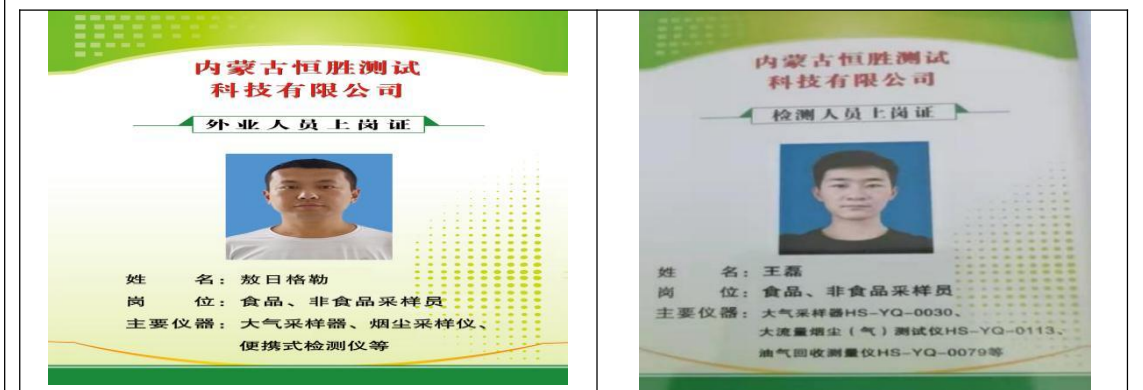 内蒙古恒胜测试
科技有限公司
外业人员上岗证
姓 名：敖日格勒
岗 位：食品、非食品采样员
主要仪器：大气采样器、烟尘采样仪、
便携式检测仪等
内蒙古恒胜测试
科技有限公司
检测人员上岗证
姓 名：王磊
岗 位：食品、非食品采样员
主要仪器：大气采样器HS-YQ-0030、
大流量烟尘（气）测试仪HS-YQ-0113、
油气回收测量仪HS-YQ-0079等